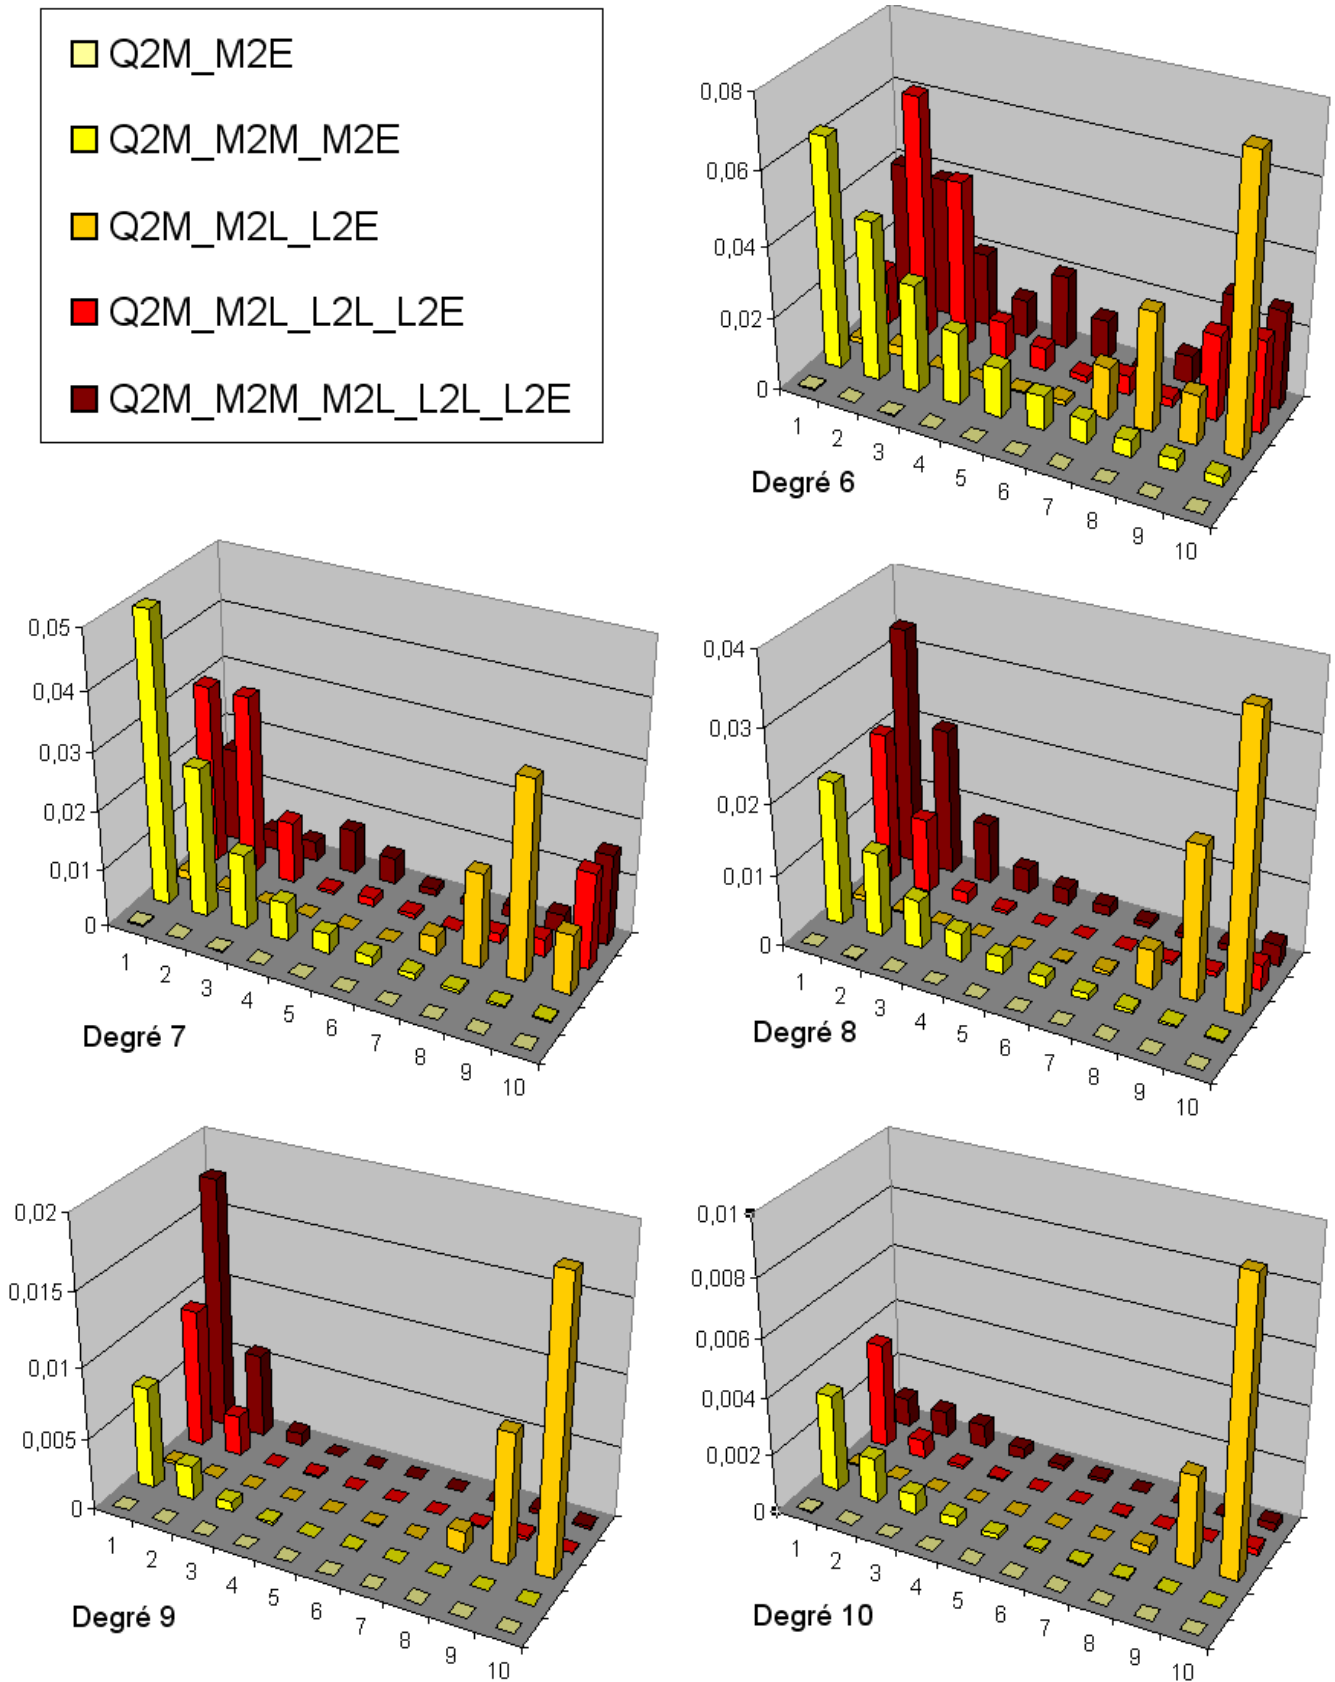 Q2M_M2E
Q2M_M2M_M2E
Q2M_M2L_L2E
Q2M_M2L_L2L_L2E
Q2M_M2M_M2L_L2L_L2E
0,08
0,06
0,04
0,02
0
1 2 3 4 5 6 7 8 9 10
Degré 6
0,05
0,04
0,03
0,02
0,01
0
1 2 3 4 5 6 7 8 9 10
Degré 7
0,04
0,03
0,02
0,01
0
1 2 3 4 5 6 7 8 9 10
Degré 8
0,02
0,015
0,01
0,005
0
1 2 3 4 5 6 7 8 9 10
Degré 9
0,01
0,008
0,006
0,004
0,002
0
1 2 3 4 5 6 7 8 9 10
Degré 10